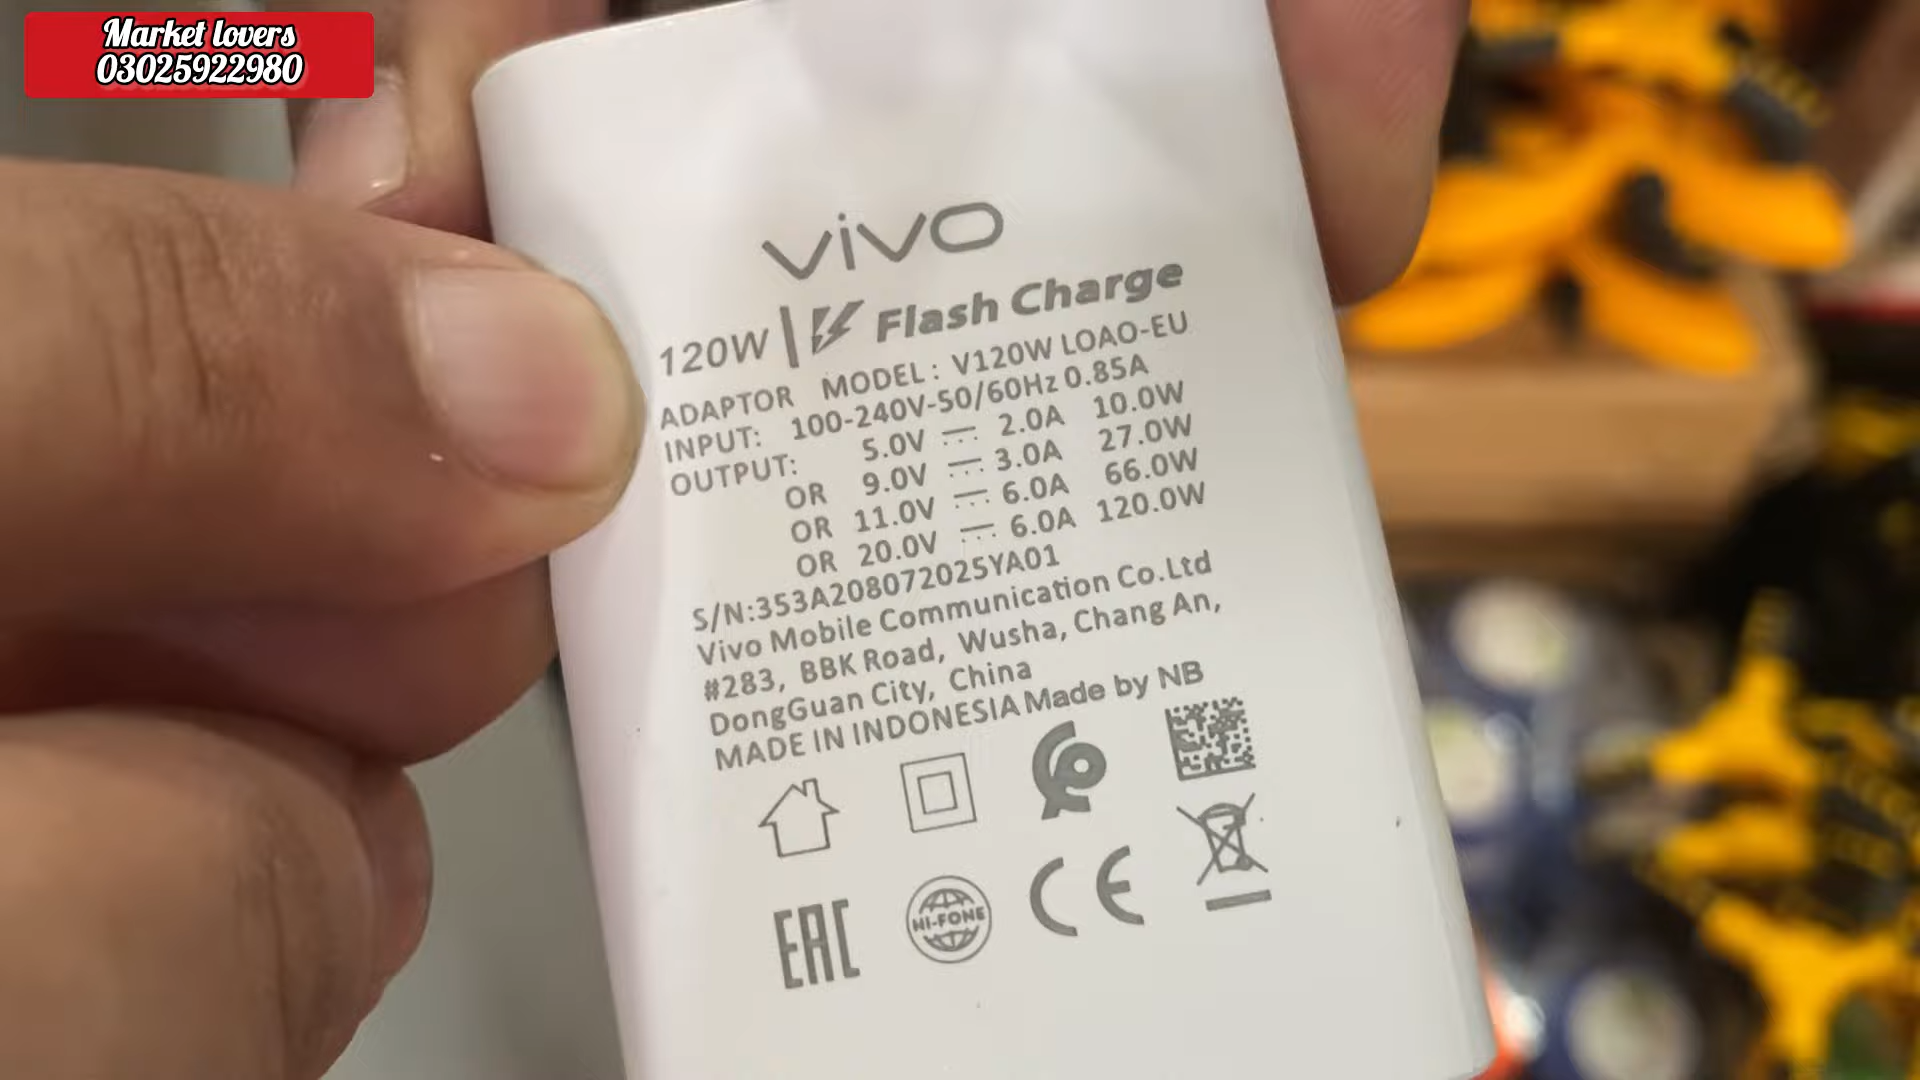 Market lovers
03025922980
vivo
120W | Flash Charge
ADAPTOR MODEL: V120W LOAO-EU
INPUT: 100-240V-50/60Hz 0.85A
OUTPUT: 5.0V ⎓ 2.0A 10.0W
OR 9.0V ⎓ 3.0A 27.0W
OR 11.0V ⎓ 6.0A 66.0W
OR 20.0V ⎓ 6.0A 120.0W
S/N:353A208072025YA01
Vivo Mobile Communication Co.Ltd
#283, BBK Road, Wusha, Chang An,
DongGuan City, China
MADE IN INDONESIA Made by NB
EAC HI-FONE CE